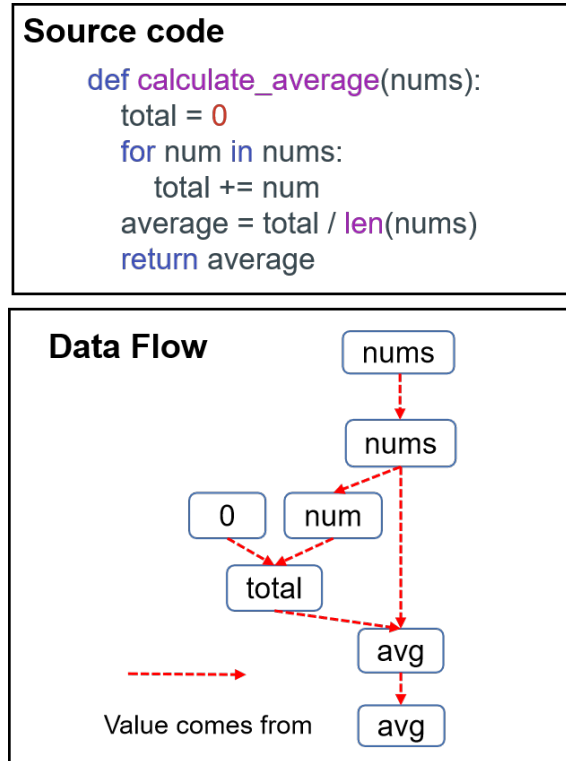 Source code
def calculate_average(nums):
total = 0
for num in nums:
total += num
average = total / len(nums)
return average
Data Flow
nums
nums
0 num
total
avg
Value comes from avg